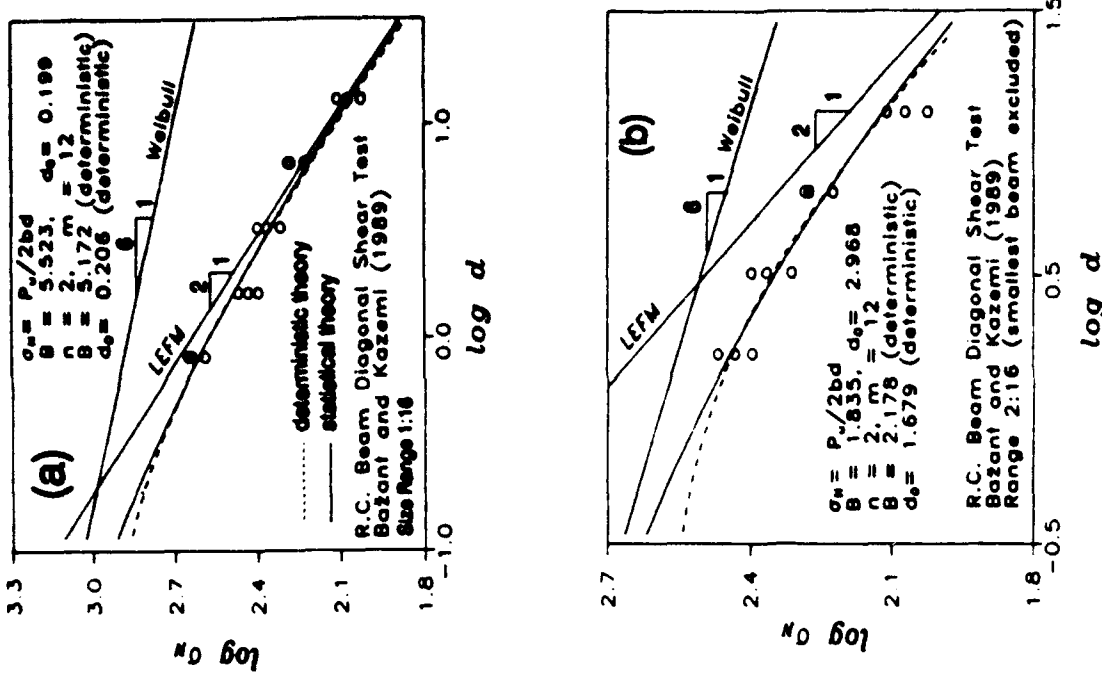 (a)
σN = Pu/2bd
B = 5.523, d₀ = 0.199
n = 2, m = 12
B = 5.172 (deterministic)
d₀= 0.206 (deterministic)
3.3
3.0
2.7
2.4
2.1
1.8
log σN
6
1
Weibull
LEFM
2
1
deterministic theory
statistical theory
R.C. Beam Diagonal Shear Test
Bažant and Kazemi (1989)
Size Range 1:16
-1.0
0.0
1.0
log d
(b)
2.7
2.4
2.1
1.8
log σN
LEFM
6
1
Weibull
2
1
σN = Pu/2bd
B = 1.835, d₀= 2.968
n = 2, m = 12
B = 2.178 (deterministic)
d₀= 1.679 (deterministic)
R.C. Beam Diagonal Shear Test
Bažant and Kazemi (1989)
Range 2:16 (smallest beam excluded)
-0.5
0.5
1.5
log d